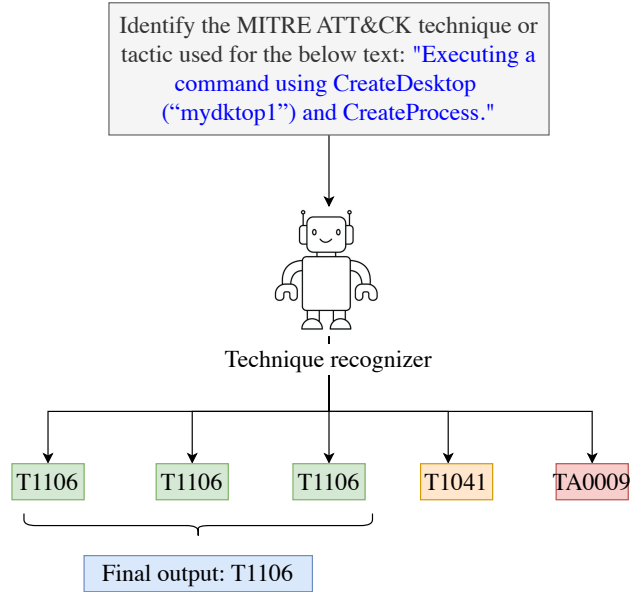 Identify the MITRE ATT&CK technique or
tactic used for the below text: "Executing a
command using CreateDesktop
(“mydktop1”) and CreateProcess."
Technique recognizer
T1106
T1106
T1106
T1041
TA0009
Final output: T1106